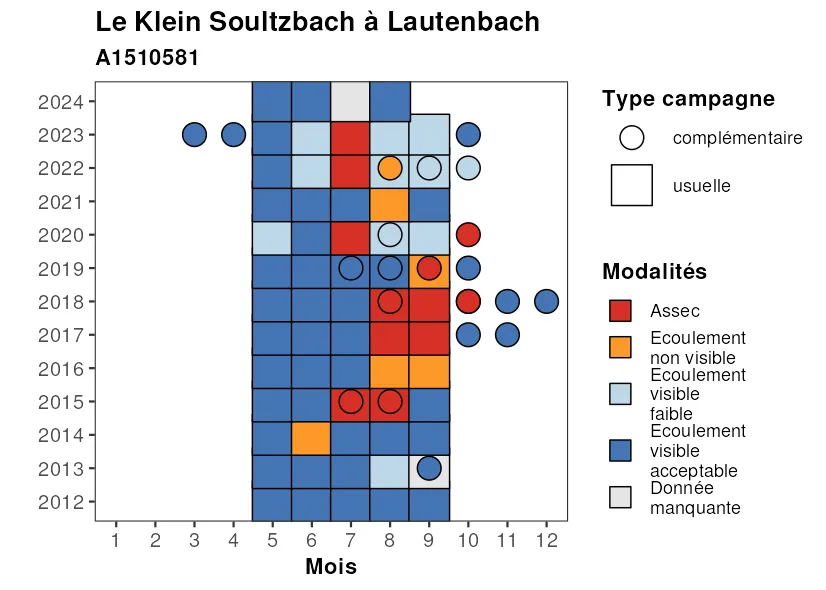 Le Klein Soultzbach à Lautenbach
A1510581
2024
2023
2022
2021
2020
2019
2018
2017
2016
2015
2014
2013
2012
1 2 3 4 5 6 7 8 9 10 11 12
Mois
Type campagne
complémentaire
usuelle
Modalités
Assec
Ecoulement
non visible
Ecoulement
visible
faible
Ecoulement
visible
acceptable
Donnée
manquante